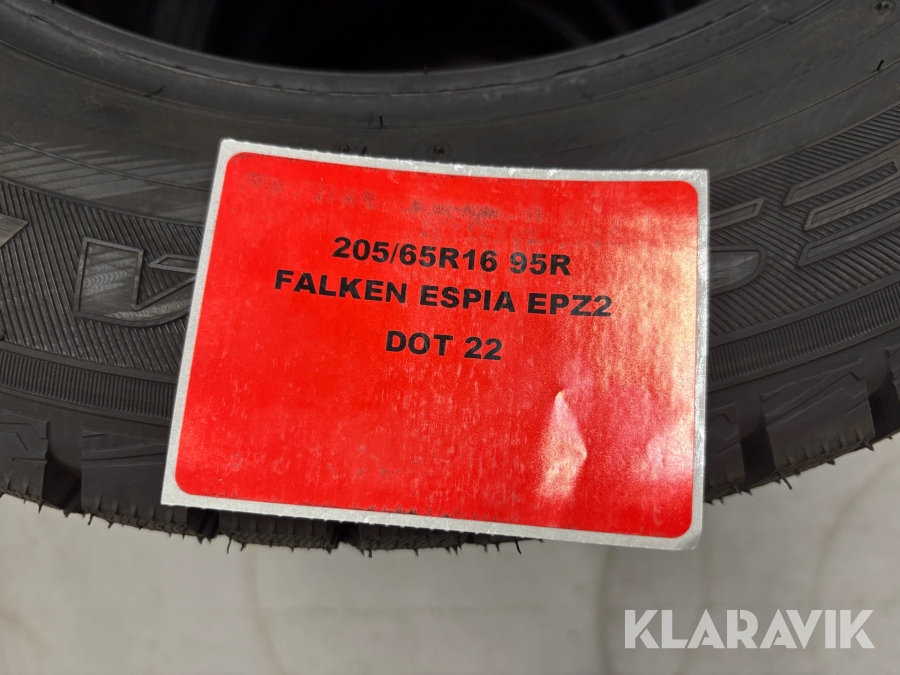 205/65R16 95R
FALKEN ESPIA EPZ2
DOT 22
KLARAVIK